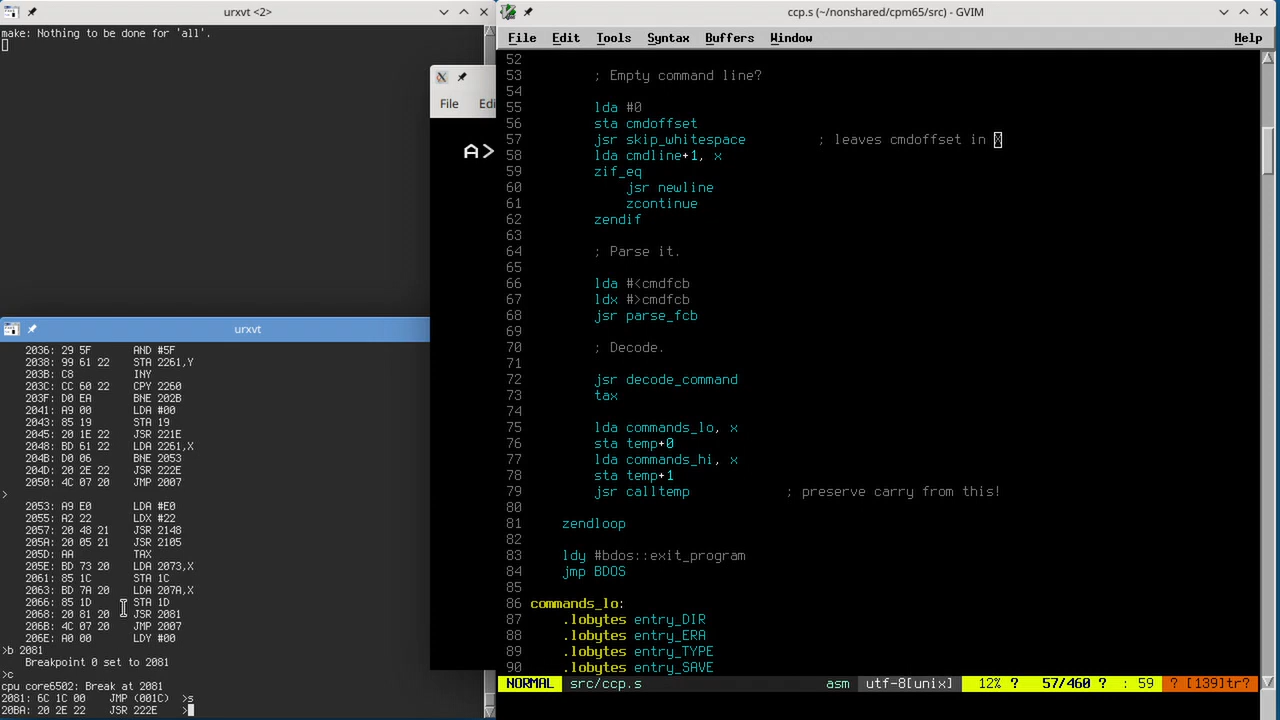 urxvt <2>
make: Nothing to be done for 'all'.
File Edi
A>
urxvt
2036: 29 5F AND #5F
2038: 99 61 22 STA 2261,Y
203B: C8 INY
203C: CC 60 22 CPY 2260
203F: D0 EA BNE 202B
2041: A9 00 LDA #00
2043: 85 19 STA 19
2045: 20 1E 22 JSR 221E
2048: BD 61 22 LDA 2261,X
204B: D0 06 BNE 2053
204D: 20 2E 22 JSR 222E
2050: 4C 07 20 JMP 2007
>
2053: A9 E0 LDA #E0
2055: A2 22 LDX #22
2057: 20 48 21 JSR 2148
205A: 20 05 21 JSR 2105
205D: AA TAX
205E: BD 73 20 LDA 2073,X
2061: 85 1C STA 1C
2063: BD 7A 20 LDA 207A,X
2066: 85 1D STA 1D
2068: 20 81 20 JSR 2081
206B: 4C 07 20 JMP 2007
206E: A0 00 LDY #00
>b 2081
Breakpoint 0 set to 2081
>c
cpu core6502: Break at 2081
2081: 6C 1C 00 JMP (001C) >s
20BA: 20 2E 22 JSR 222E >
ccp.s (~/nonshared/cpm65/src) - GVIM
File Edit Tools Syntax Buffers Window Help
52
53 ; Empty command line?
54
55 lda #0
56 sta cmdoffset
57 jsr skip_whitespace ; leaves cmdoffset in X
58 lda cmdline+1, x
59 zif_eq
60 jsr newline
61 zcontinue
62 zendif
63
64 ; Parse it.
65
66 lda #<cmdfcb
67 ldx #>cmdfcb
68 jsr parse_fcb
69
70 ; Decode.
71
72 jsr decode_command
73 tax
74
75 lda commands_lo, x
76 sta temp+0
77 lda commands_hi, x
78 sta temp+1
79 jsr calltemp ; preserve carry from this!
80
81 zendloop
82
83 ldy #bdos::exit_program
84 jmp BDOS
85
86 commands_lo:
87 .lobytes entry_DIR
88 .lobytes entry_ERA
89 .lobytes entry_TYPE
90 .lobytes entry_SAVE
NORMAL src/ccp.s asm utf-8[unix] 12% ? 57/460 ? : 59 ? [139]tr?